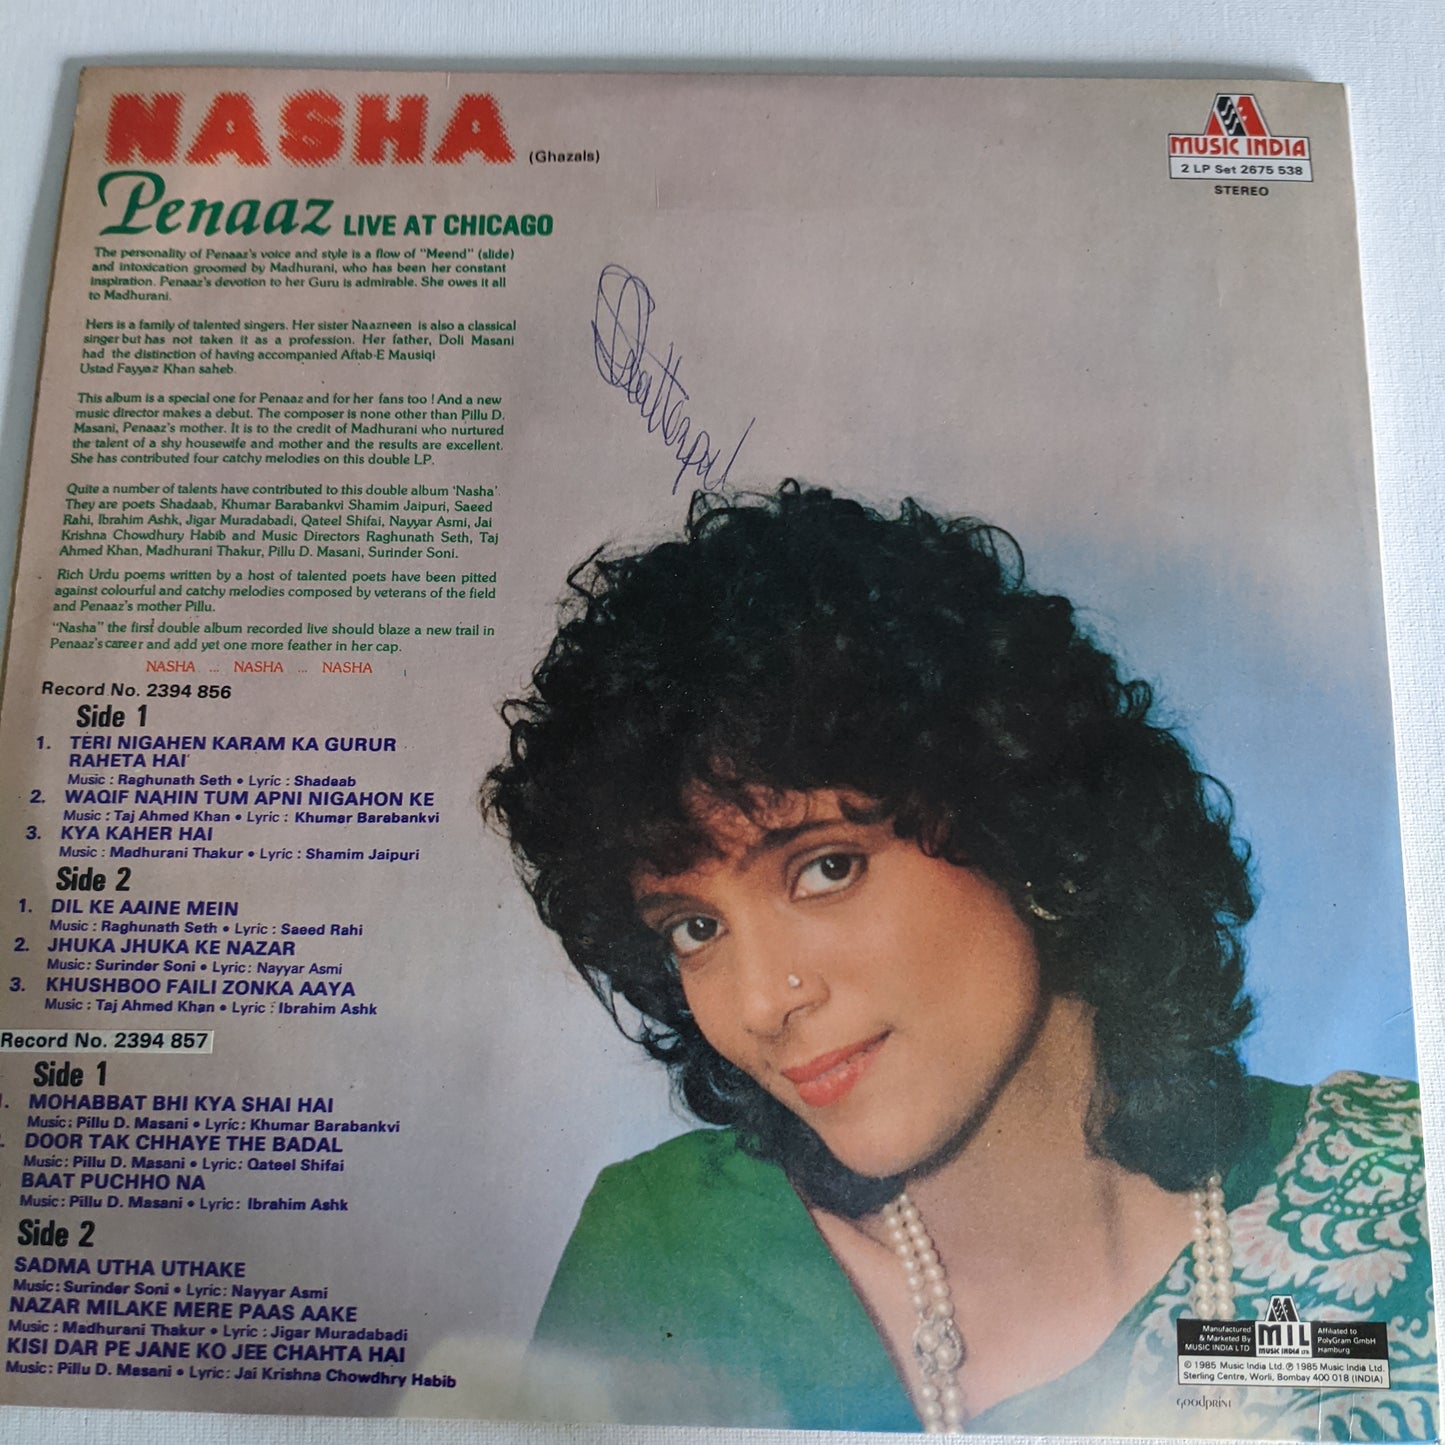 NASHA
(Ghazals)
Penaaz LIVE AT CHICAGO
MUSIC INDIA
2 LP Set 2675 538
STEREO
The personality of Penaaz's voice and style is a flow of "Meend" (slide)
and intoxication groomed by Madhurani, who has been her constant
inspiration. Penaaz's devotion to her Guru is admirable. She owes it all
to Madhurani.
Hers is a family of talented singers. Her sister Naazneen is also a classical
singer but has not taken it as a profession. Her father, Doli Masani
had the distinction of having accompanied Aftab-E Mausiqi
Ustad Fayyaz Khan saheb.
This album is a special one for Penaaz and for her fans too ! And a new
music director makes a debut. The composer is none other than Pillu D.
Masani, Penaaz's mother. It is to the credit of Madhurani who nurtured
the talent of a shy housewife and mother and the results are excellent.
She has contributed four catchy melodies on this double LP.
Quite a number of talents have contributed to this double album 'Nasha'.
They are poets Shadaab, Khumar Barabankvi Shamim Jaipuri, Saeed
Rahi, Ibrahim Ashk, Jigar Muradabadi, Qateel Shifai, Nayyar Asmi, Jai
Krishna Chowdhury Habib and Music Directors Raghunath Seth, Taj
Ahmed Khan, Madhurani Thakur, Pillu D. Masani, Surinder Soni.
Rich Urdu poems written by a host of talented poets have been pitted
against colourful and catchy melodies composed by veterans of the field
and Penaaz's mother Pillu.
"Nasha" the first double album recorded live should blaze a new trail in
Penaaz's career and add yet one more feather in her cap.
NASHA ... NASHA ... NASHA
Record No. 2394 856
Side 1
1. TERI NIGAHEN KARAM KA GURUR
RAHETA HAI
Music : Raghunath Seth • Lyric : Shadaab
2. WAQIF NAHIN TUM APNI NIGAHON KE
Music : Taj Ahmed Khan • Lyric : Khumar Barabankvi
3. KYA KAHER HAI
Music : Madhurani Thakur • Lyric : Shamim Jaipuri
Side 2
1. DIL KE AAINE MEIN
Music : Raghunath Seth • Lyric : Saeed Rahi
2. JHUKA JHUKA KE NAZAR
Music: Surinder Soni • Lyric: Nayyar Asmi
3. KHUSHBOO FAILI ZONKA AAYA
Music : Taj Ahmed Khan • Lyric : Ibrahim Ashk
Record No. 2394 857
Side 1
1. MOHABBAT BHI KYA SHAI HAI
Music: Pillu D. Masani • Lyric: Khumar Barabankvi
DOOR TAK CHHAYE THE BADAL
Music: Pillu D. Masani • Lyric: Qateel Shifai
BAAT PUCHHO NA
Music: Pillu D. Masani • Lyric: Ibrahim Ashk
Side 2
SADMA UTHA UTHAKE
Music: Surinder Soni • Lyric: Nayyar Asmi
NAZAR MILAKE MERE PAAS AAKE
Music : Madhurani Thakur • Lyric : Jigar Muradabadi
KISI DAR PE JANE KO JEE CHAHTA HAI
Music: Pillu D. Masani • Lyric: Jai Krishna Chowdhry Habib
Manufactured
& Marketed By
MUSIC INDIA LTD
MIL
MUSIC INDIA LTD.
Affiliated to
PolyGram GmbH
Hamburg
© 1985 Music India Ltd. ℗ 1985 Music India Ltd.
Sterling Centre, Worli, Bombay 400 018 (INDIA)
GOODPRINT